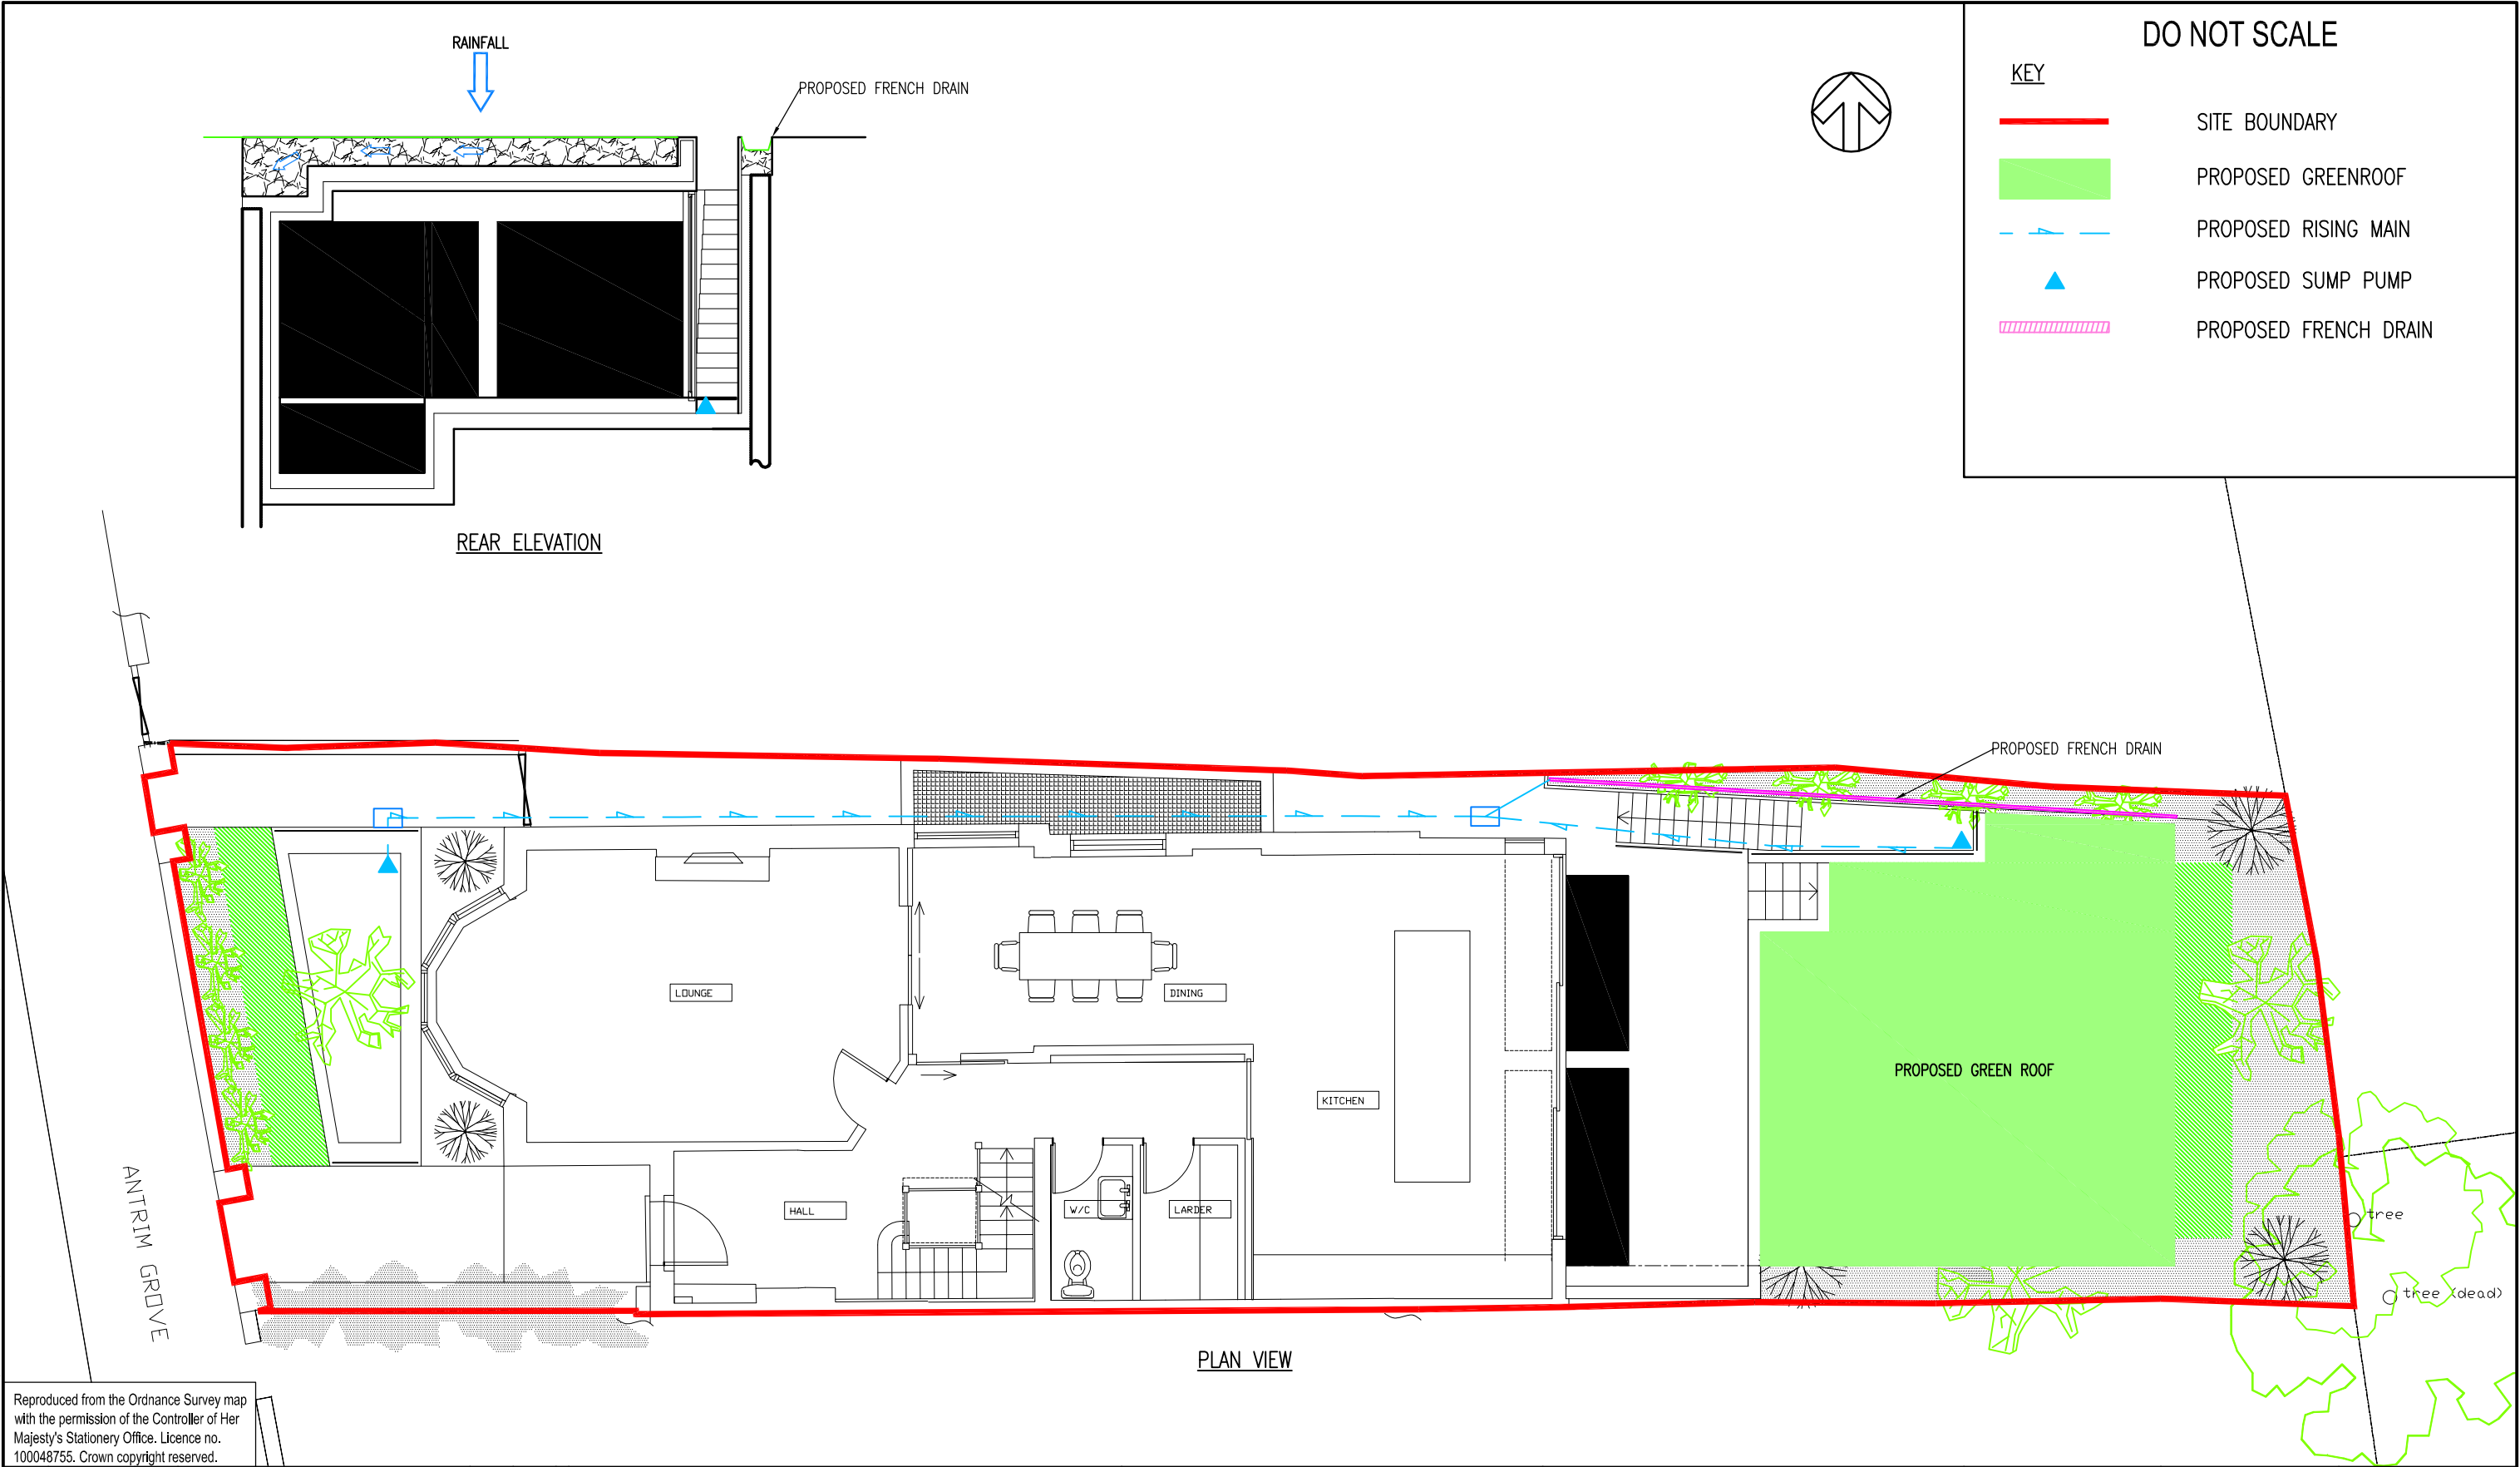 RAINFALL
PROPOSED FRENCH DRAIN
REAR ELEVATION
DO NOT SCALE
KEY
SITE BOUNDARY
PROPOSED GREENROOF
PROPOSED RISING MAIN
PROPOSED SUMP PUMP
PROPOSED FRENCH DRAIN
PROPOSED FRENCH DRAIN
LOUNGE
DINING
KITCHEN
PROPOSED GREEN ROOF
HALL
W/C
LARDER
ANTRIM GROVE
tree
tree (dead)
PLAN VIEW
Reproduced from the Ordnance Survey map
with the permission of the Controller of Her
Majesty's Stationery Office. Licence no.
100048755. Crown copyright reserved.